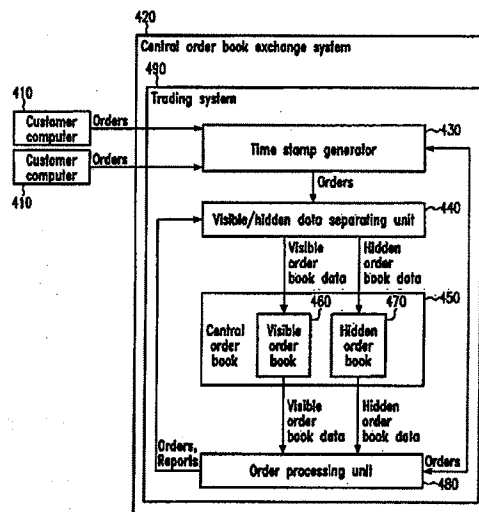 420
Central order book exchange system
490
Trading system
410
Customer computer
Orders
Customer computer
Orders
410
Time stamp generator
430
Orders
Visible/hidden data separating unit
440
Visible order book data
Hidden order book data
450
Central order book
460
Visible order book
470
Hidden order book
Visible order book data
Hidden order book data
Orders, Reports
Order processing unit
Orders
480